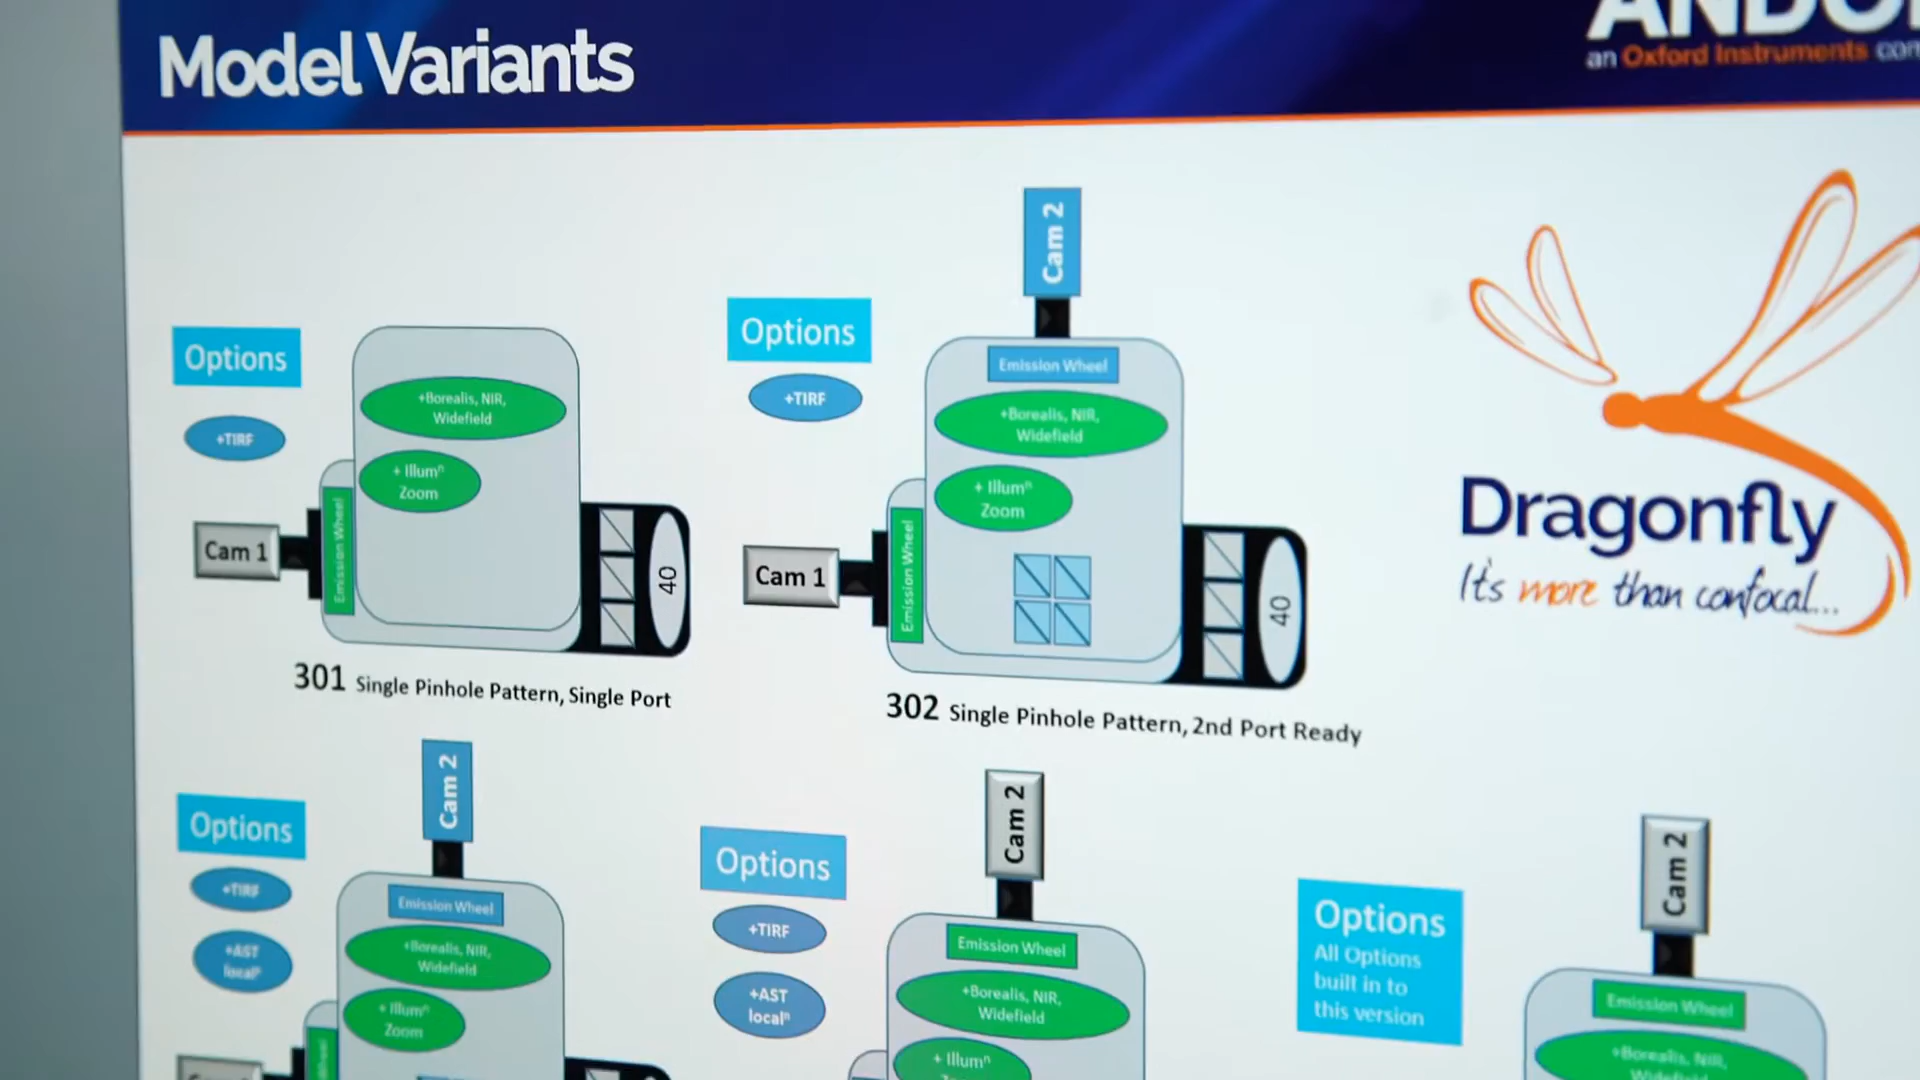 Model Variants
an Oxford Instruments
Options
+TIRF
+Borealis, NIR,
Widefield
+ Illumⁿ
Zoom
Emission Wheel
Cam 1
40
301 Single Pinhole Pattern, Single Port
Cam 2
Options
+TIRF
Emission Wheel
+Borealis, NIR,
Widefield
+ Illumⁿ
Zoom
Emission Wheel
Cam 1
40
302 Single Pinhole Pattern, 2nd Port Ready
Dragonfly
It's more than confocal...
Cam 2
Options
+TIRF
+AST
localⁿ
Emission Wheel
+Borealis, NIR,
Widefield
+ Illumⁿ
Zoom
Cam 2
Options
+TIRF
+AST
localⁿ
Emission Wheel
+Borealis, NIR,
Widefield
+ Illumⁿ
Cam 2
Options
All Options
built in to
this version
Emission Wheel
+Borealis, NIR,